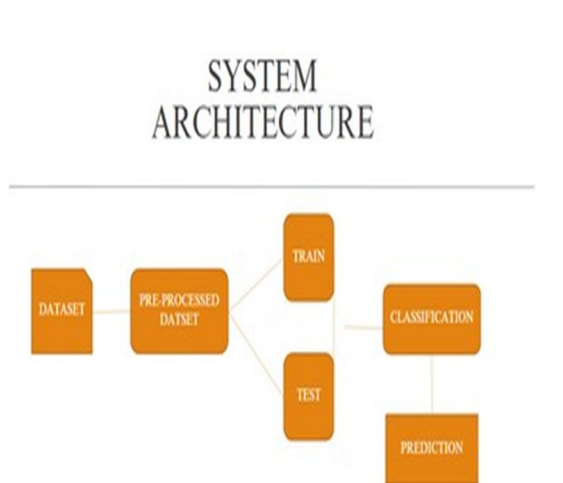 SYSTEM
ARCHITECTURE
DATASET
PRE-PROCESSED
DATSET
TRAIN
TEST
CLASSIFICATION
PREDICTION